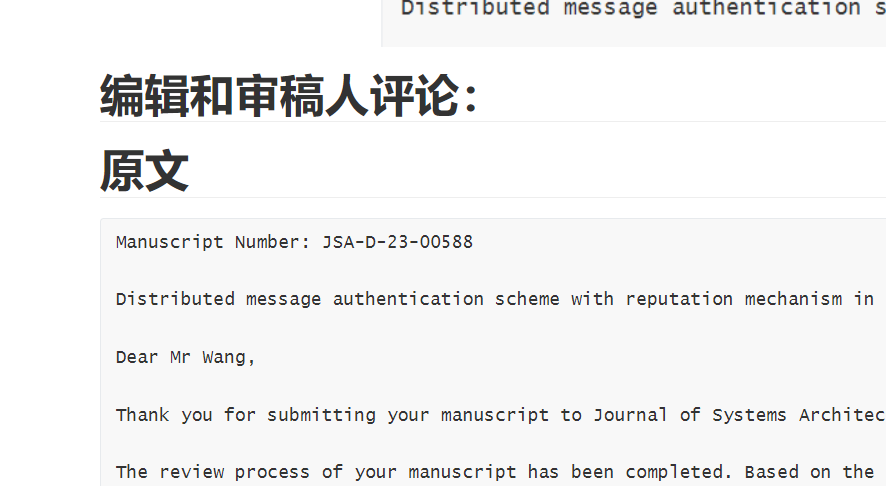 Distributed message authentication s
编辑和审稿人评论：
原文
Manuscript Number: JSA-D-23-00588
Distributed message authentication scheme with reputation mechanism in
Dear Mr Wang,
Thank you for submitting your manuscript to Journal of Systems Architec
The review process of your manuscript has been completed. Based on the